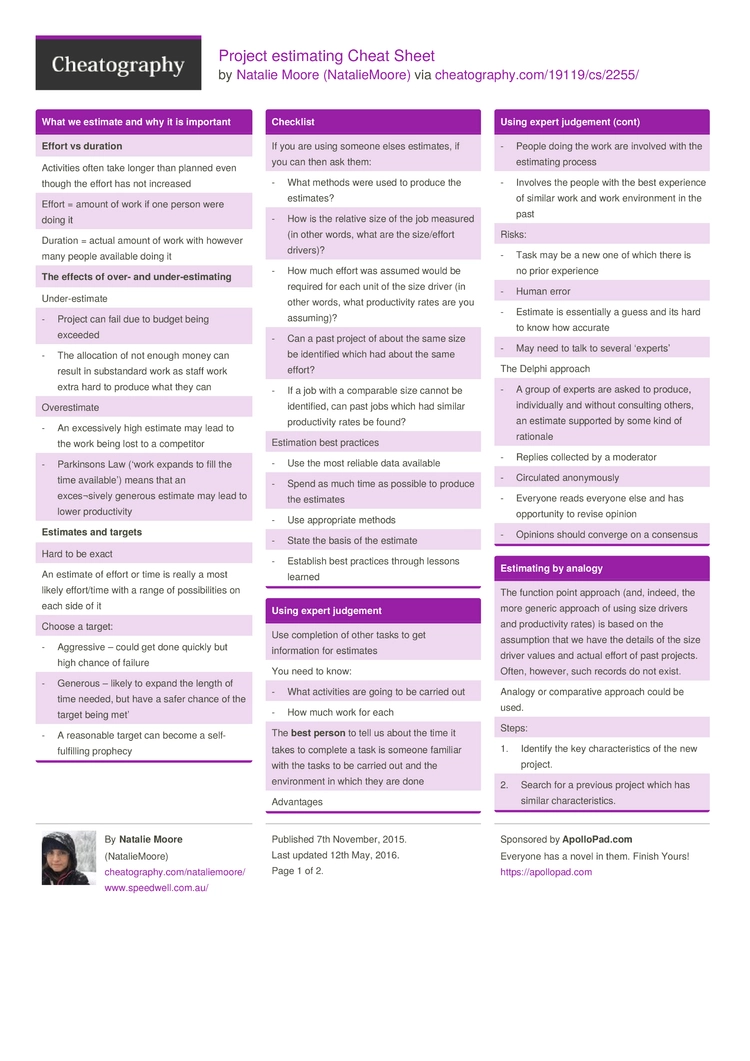 Cheatography
Project estimating Cheat Sheet
by Natalie Moore (NatalieMoore) via cheatography.com/19119/cs/2255/
What we estimate and why it is important
Effort vs duration
Activities often take longer than planned even
though the effort has not increased
Effort = amount of work if one person were
doing it
Duration = actual amount of work with however
many people available doing it
The effects of over- and under-estimating
Under-estimate
- Project can fail due to budget being
exceeded
- The allocation of not enough money can
result in substandard work as staff work
extra hard to produce what they can
Overestimate
- An excessively high estimate may lead to
the work being lost to a competitor
- Parkinsons Law (‘work expands to fill the
time available’) means that an
exces¬sively generous estimate may lead to
lower productivity
Estimates and targets
Hard to be exact
An estimate of effort or time is really a most
likely effort/time with a range of possibilities on
each side of it
Choose a target:
- Aggressive – could get done quickly but
high chance of failure
- Generous – likely to expand the length of
time needed, but have a safer chance of the
target being met’
- A reasonable target can become a self-
fulfilling prophecy
Checklist
If you are using someone elses estimates, if
you can then ask them:
- What methods were used to produce the
estimates?
- How is the relative size of the job measured
(in other words, what are the size/effort
drivers)?
- How much effort was assumed would be
required for each unit of the size driver (in
other words, what productivity rates are you
assuming)?
- Can a past project of about the same size
be identified which had about the same
effort?
- If a job with a comparable size cannot be
identified, can past jobs which had similar
productivity rates be found?
Estimation best practices
- Use the most reliable data available
- Spend as much time as possible to produce
the estimates
- Use appropriate methods
- State the basis of the estimate
- Establish best practices through lessons
learned
Using expert judgement
Use completion of other tasks to get
information for estimates
You need to know:
- What activities are going to be carried out
- How much work for each
The best person to tell us about the time it
takes to complete a task is someone familiar
with the tasks to be carried out and the
environment in which they are done
Advantages
Using expert judgement (cont)
- People doing the work are involved with the
estimating process
- Involves the people with the best experience
of similar work and work environment in the
past
Risks:
- Task may be a new one of which there is
no prior experience
- Human error
- Estimate is essentially a guess and its hard
to know how accurate
- May need to talk to several ‘experts’
The Delphi approach
- A group of experts are asked to produce,
individually and without consulting others,
an estimate supported by some kind of
rationale
- Replies collected by a moderator
- Circulated anonymously
- Everyone reads everyone else and has
opportunity to revise opinion
- Opinions should converge on a consensus
Estimating by analogy
The function point approach (and, indeed, the
more generic approach of using size drivers
and productivity rates) is based on the
assumption that we have the details of the size
driver values and actual effort of past projects.
Often, however, such records do not exist.
Analogy or comparative approach could be
used.
Steps:
1. Identify the key characteristics of the new
project.
2. Search for a previous project which has
similar characteristics.
By Natalie Moore
(NatalieMoore)
cheatography.com/nataliemoore/
www.speedwell.com.au/
Published 7th November, 2015.
Last updated 12th May, 2016.
Page 1 of 2.
Sponsored by ApolloPad.com
Everyone has a novel in them. Finish Yours!
https://apollopad.com